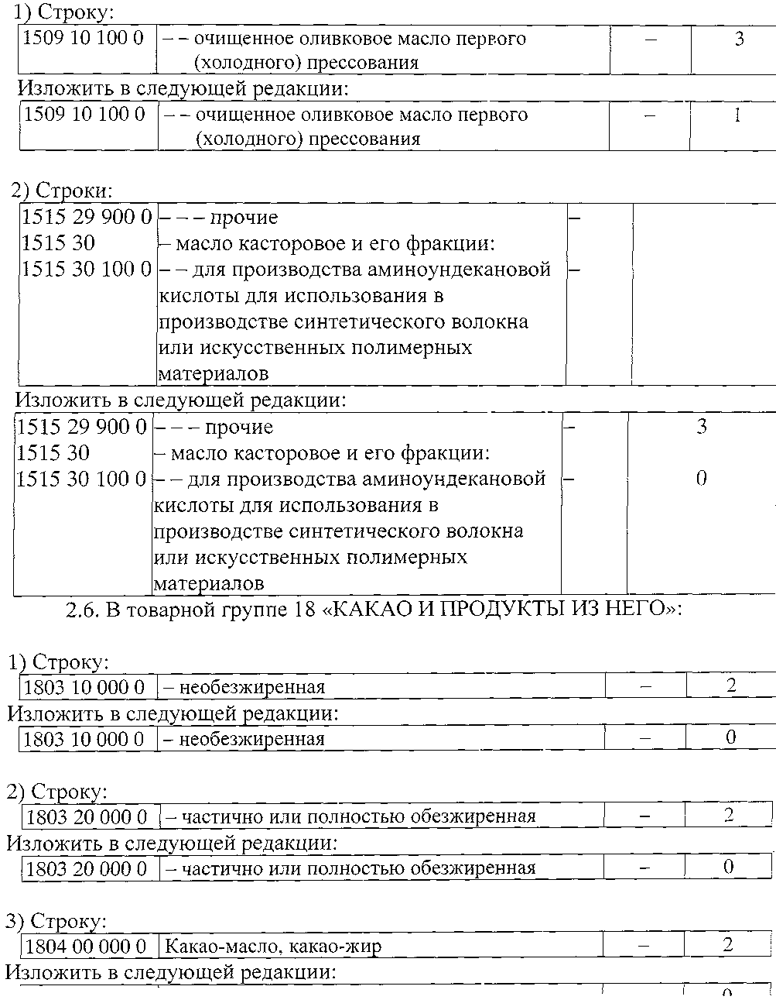 1) Строку:
1509 10 100 0 – – очищенное оливковое масло первого – 3
(холодного) прессования
Изложить в следующей редакции:
1509 10 100 0 – – очищенное оливковое масло первого – 1
(холодного) прессования
2) Строки:
1515 29 900 0 – – – прочие –
1515 30 – масло касторовое и его фракции:
1515 30 100 0 – – для производства аминоундекановой –
кислоты для использования в
производстве синтетического волокна
или искусственных полимерных
материалов
Изложить в следующей редакции:
1515 29 900 0 – – – прочие – 3
1515 30 – масло касторовое и его фракции:
1515 30 100 0 – – для производства аминоундекановой – 0
кислоты для использования в
производстве синтетического волокна
или искусственных полимерных
материалов
2.6. В товарной группе 18 «КАКАО И ПРОДУКТЫ ИЗ НЕГО»:
1) Строку:
1803 10 000 0 – необезжиренная – 2
Изложить в следующей редакции:
1803 10 000 0 – необезжиренная – 0
2) Строку:
1803 20 000 0 – частично или полностью обезжиренная – 2
Изложить в следующей редакции:
1803 20 000 0 – частично или полностью обезжиренная – 0
3) Строку:
1804 00 000 0 Какао-масло, какао-жир – 2
Изложить в следующей редакции: